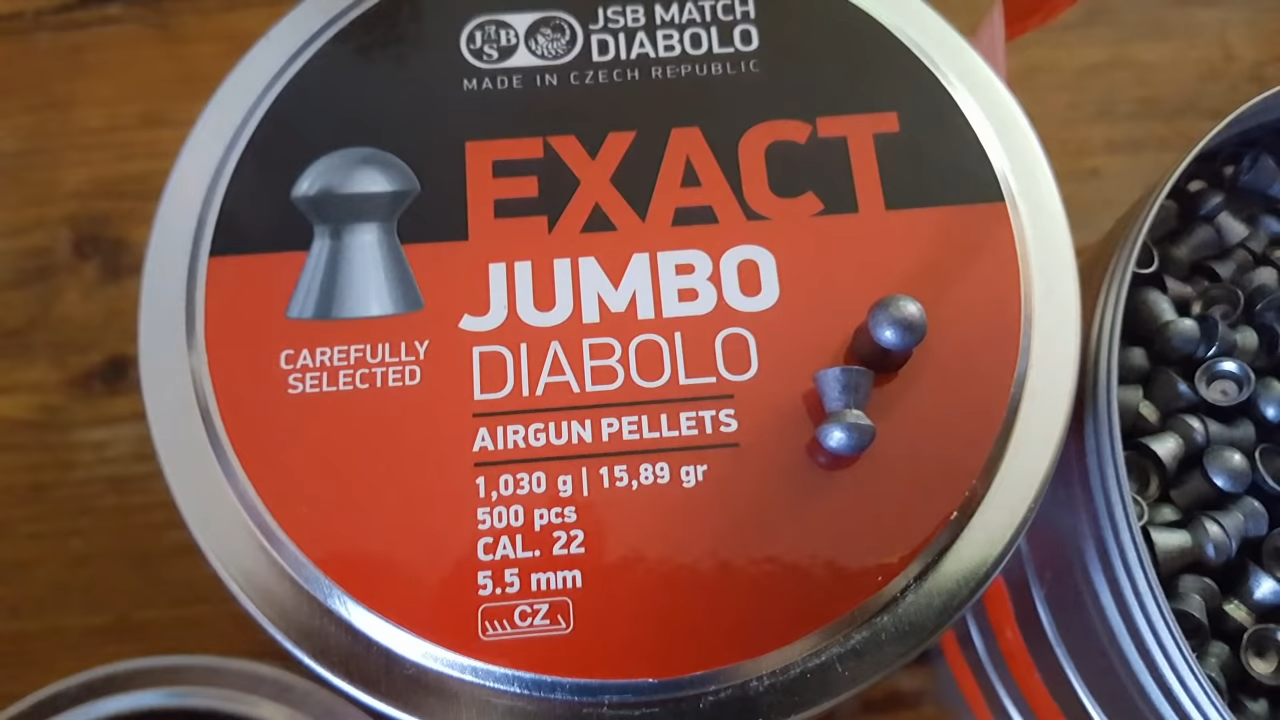 JSB
JSB MATCH
DIABOLO
MADE IN CZECH REPUBLIC
EXACT
JUMBO
DIABOLO
CAREFULLY
SELECTED
AIRGUN PELLETS
1,030 g | 15,89 gr
500 pcs
CAL. 22
5.5 mm
CZ